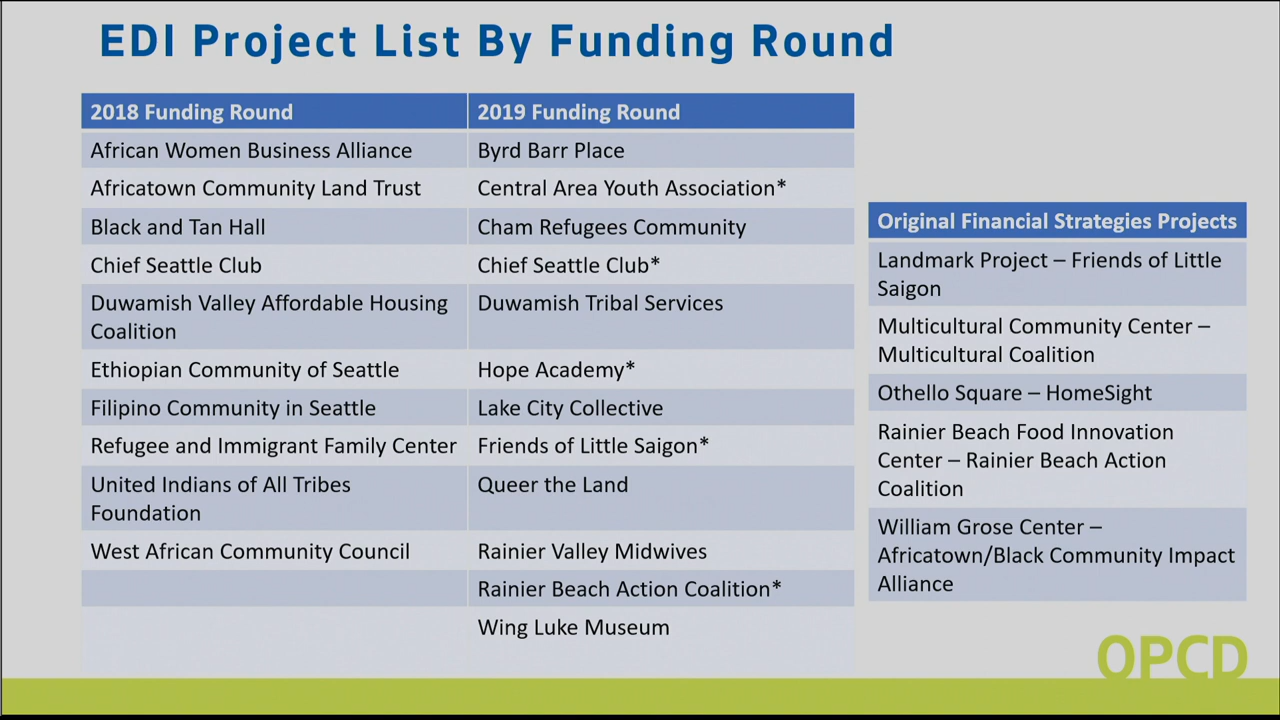 EDI Project List By Funding Round
2018 Funding Round
African Women Business Alliance
Africatown Community Land Trust
Black and Tan Hall
Chief Seattle Club
Duwamish Valley Affordable Housing
Coalition
Ethiopian Community of Seattle
Filipino Community in Seattle
Refugee and Immigrant Family Center
United Indians of All Tribes
Foundation
West African Community Council
2019 Funding Round
Byrd Barr Place
Central Area Youth Association*
Cham Refugees Community
Chief Seattle Club*
Duwamish Tribal Services
Hope Academy*
Lake City Collective
Friends of Little Saigon*
Queer the Land
Rainier Valley Midwives
Rainier Beach Action Coalition*
Wing Luke Museum
Original Financial Strategies Projects
Landmark Project – Friends of Little
Saigon
Multicultural Community Center –
Multicultural Coalition
Othello Square – HomeSight
Rainier Beach Food Innovation
Center – Rainier Beach Action
Coalition
William Grose Center –
Africatown/Black Community Impact
Alliance
OPCD